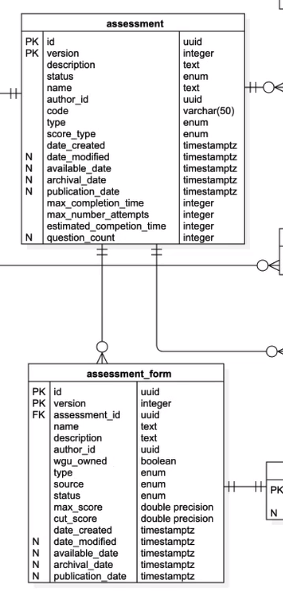 assessment
PK id uuid
PK version integer
description text
status enum
name text
author_id uuid
code varchar(50)
type enum
score_type enum
date_created timestamptz
N date_modified timestamptz
N available_date timestamptz
N archival_date timestamptz
N publication_date timestamptz
max_completion_time integer
max_number_attempts integer
estimated_competion_time integer
N question_count integer
assessment_form
PK id uuid
PK version integer
FK assessment_id uuid
name text
description text
author_id uuid
wgu_owned boolean
type enum
source enum
status enum
max_score double precision
cut_score double precision
date_created timestamptz
N date_modified timestamptz
N available_date timestamptz
N archival_date timestamptz
N publication_date timestamptz
PK
N